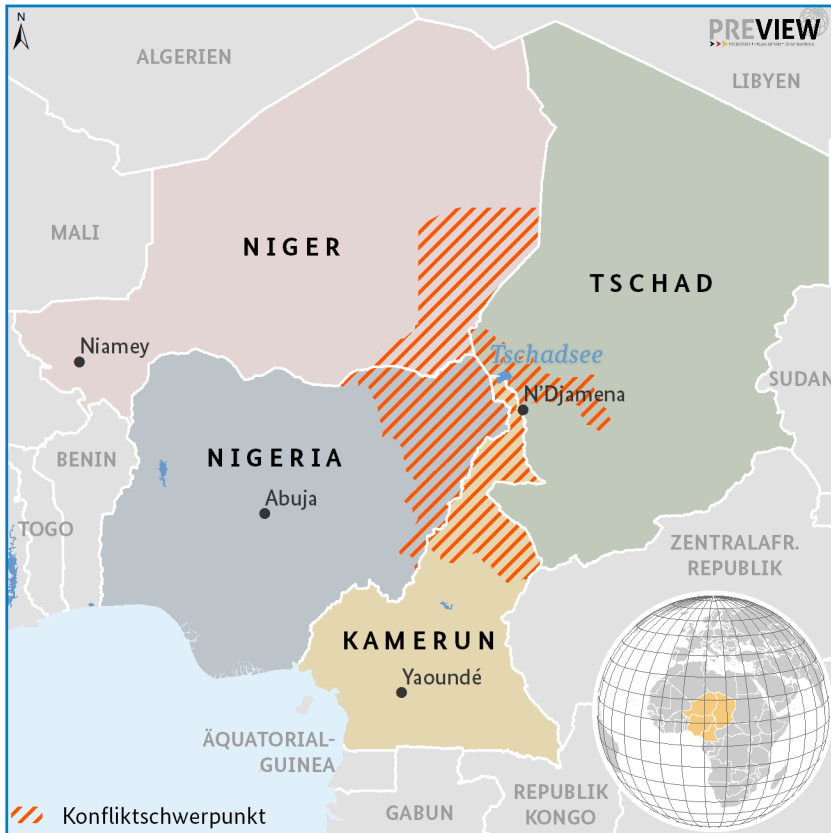 N
PREVIEW
ALGERIEN
LIBYEN
MALI
NIGER
TSCHAD
Niamey
Tschadsee
SUDAN
N'Djamena
BENIN
NIGERIA
Abuja
TOGO
ZENTRALAFR.
REPUBLIK
KAMERUN
Yaoundé
ÄQUATORIAL-
GUINEA
REPUBLIK
KONGO
GABUN
Konfliktschwerpunkt